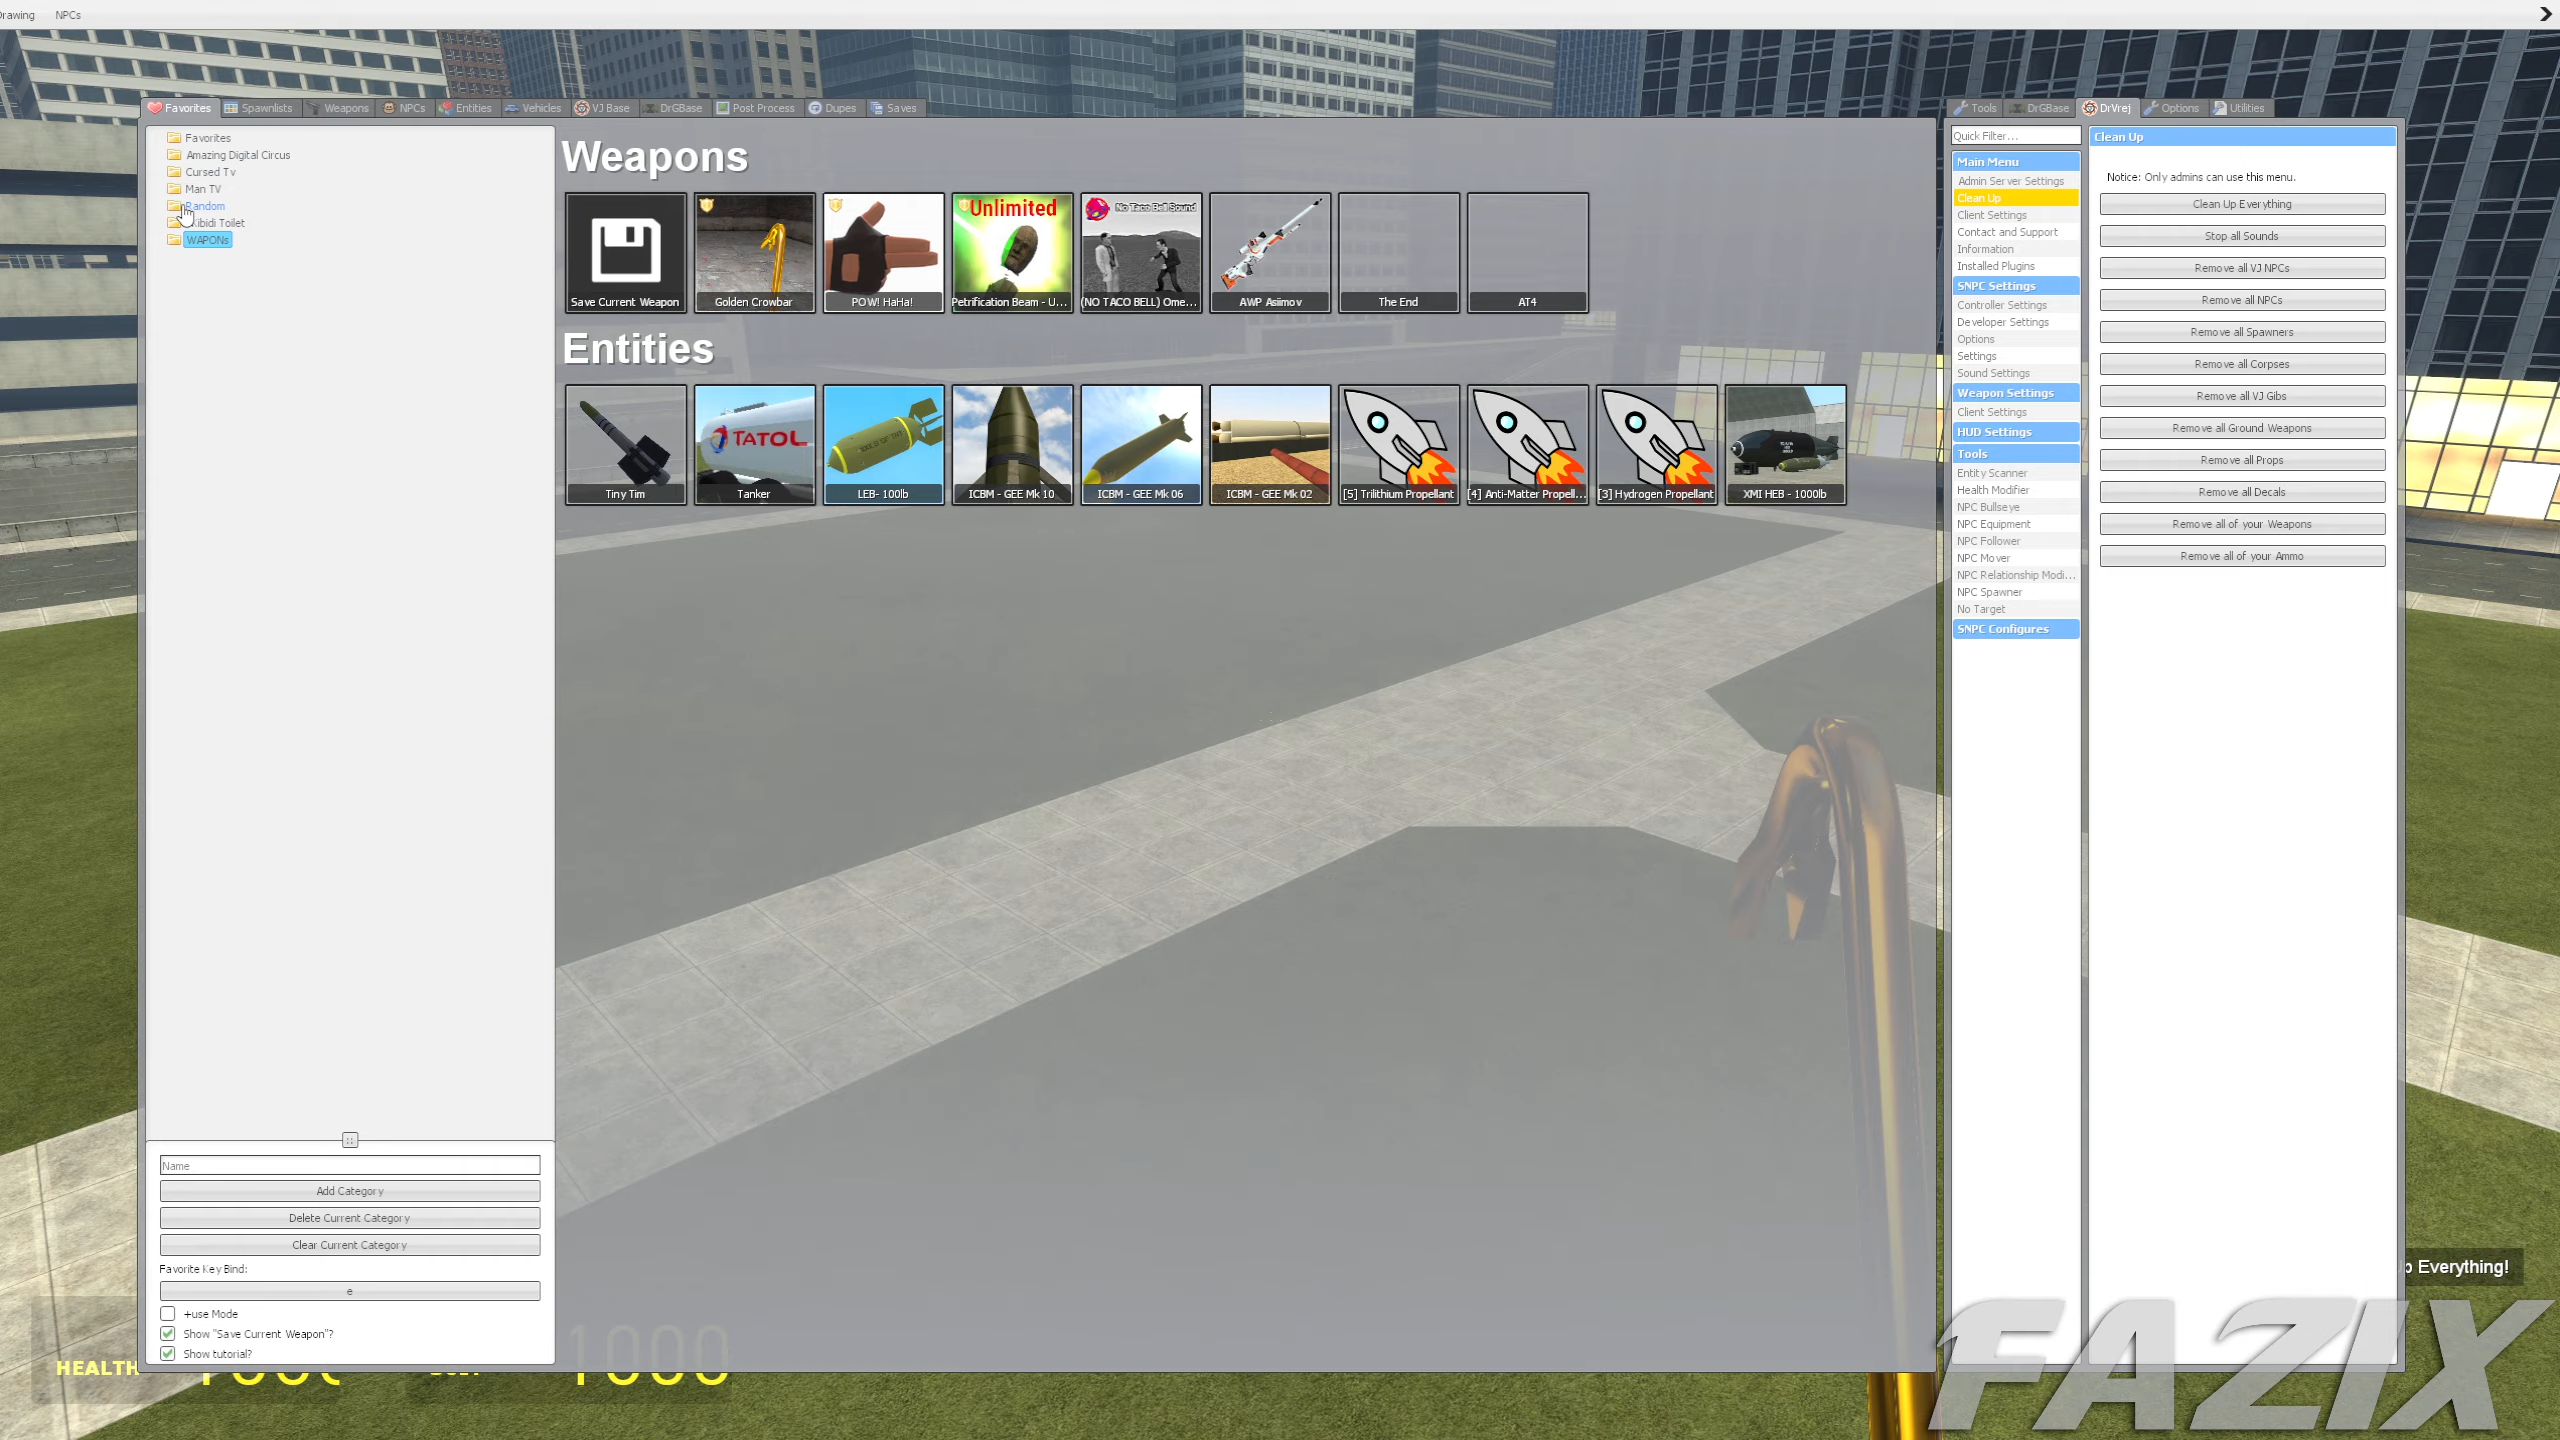 Drawing NPCs
Favorites Spawnlists Weapons NPCs Entities Vehicles VJ Base DrGBase Post Process Dupes Saves
Favorites
Amazing Digital Circus
Cursed Tv
Man TV
Random
kibidi Toilet
WAPONs
Name
Add Category
Delete Current Category
Clear Current Category
Favorite Key Bind:
e
+use Mode
Show "Save Current Weapon"?
Show tutorial?
Weapons
Unlimited
No Taco Bell Sound
Save Current Weapon
Golden Crowbar
POW! HaHa!
Petrification Beam - U...
(NO TACO BELL) Ome...
AWP Asiimov
The End
AT4
Entities
TATOL
Tiny Tim
Tanker
LEB- 100lb
ICBM - GEE Mk 10
ICBM - GEE Mk 06
ICBM - GEE Mk 02
[5] Trilithium Propellant
[4] Anti-Matter Propell...
[3] Hydrogen Propellant
XMI HEB - 1000lb
Tools DrGBase DrVrej Options Utilities
Quick Filter...
Main Menu
Admin Server Settings
Clean Up
Client Settings
Contact and Support
Information
Installed Plugins
SNPC Settings
Controller Settings
Developer Settings
Options
Settings
Sound Settings
Weapon Settings
Client Settings
HUD Settings
Tools
Entity Scanner
Health Modifier
NPC Bullseye
NPC Equipment
NPC Follower
NPC Mover
NPC Relationship Modi...
NPC Spawner
No Target
SNPC Configures
Clean Up
Notice: Only admins can use this menu.
Clean Up Everything
Stop all Sounds
Remove all VJ NPCs
Remove all NPCs
Remove all Spawners
Remove all Corpses
Remove all VJ Gibs
Remove all Ground Weapons
Remove all Props
Remove all Decals
Remove all of your Weapons
Remove all of your Ammo
p Everything!
HEALTH
1000
FAZIX